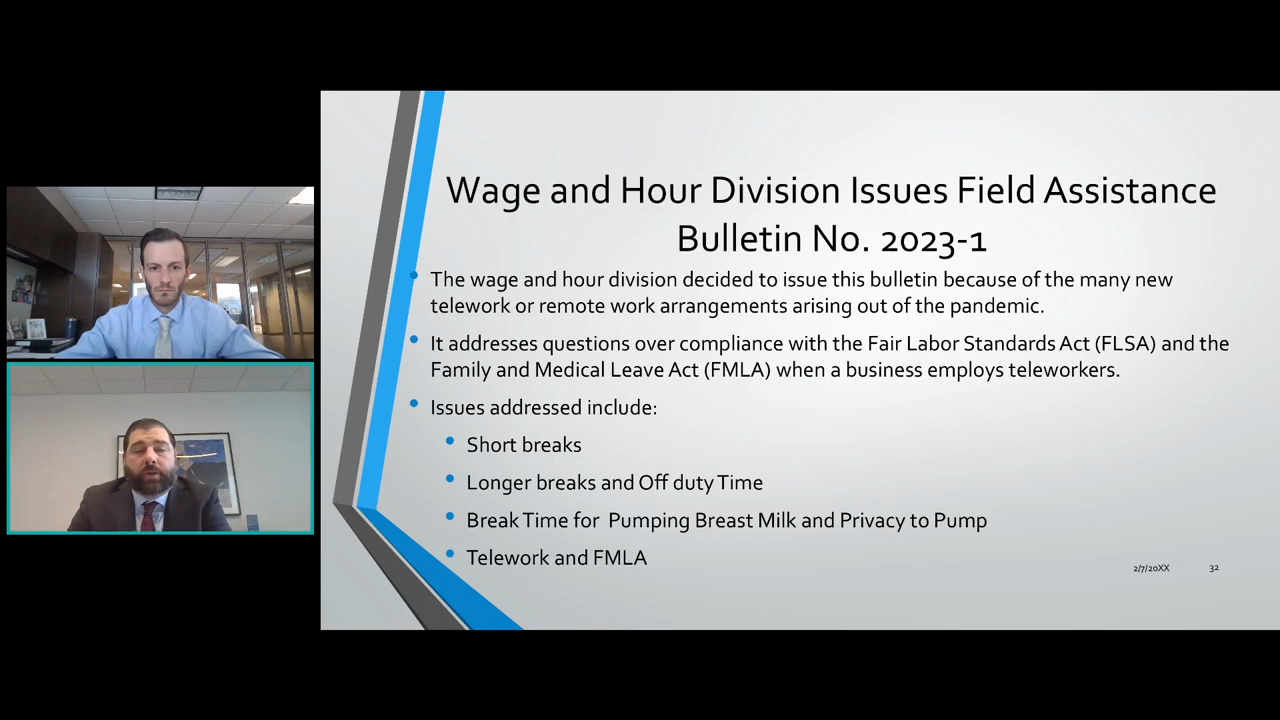 Wage and Hour Division Issues Field Assistance
Bulletin No. 2023-1
• The wage and hour division decided to issue this bulletin because of the many new
telework or remote work arrangements arising out of the pandemic.
• It addresses questions over compliance with the Fair Labor Standards Act (FLSA) and the
Family and Medical Leave Act (FMLA) when a business employs teleworkers.
• Issues addressed include:
• Short breaks
• Longer breaks and Off duty Time
• Break Time for  Pumping Breast Milk and Privacy to Pump
• Telework and FMLA
2/7/20XX 32